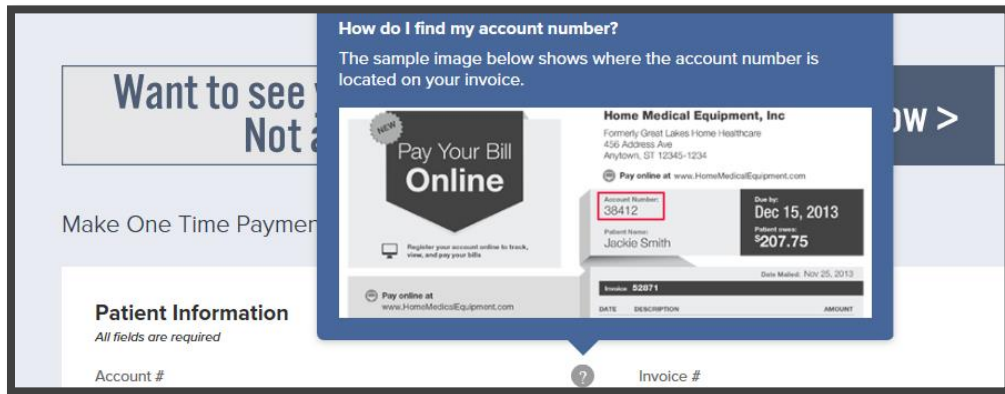 How do I find my account number?
The sample image below shows where the account number is
located on your invoice.
Want to see
Not
OW >
NEW
Pay Your Bill
Online
Register your account online to track,
view, and pay your bills
Pay online at
www.HomeMedicalEquipment.com
Home Medical Equipment, Inc
Formerly Great Lakes Home Healthcare
456 Address Ave
Anytown, ST 12345-1234
Pay online at www.HomeMedicalEquipment.com
Account Number:
38412
Patient Name:
Jackie Smith
Due by:
Dec 15, 2013
Patient owes:
$207.75
Date Mailed: Nov 25, 2013
Invoice 52871
DATE DESCRIPTION AMOUNT
Make One Time Paymen
Patient Information
All fields are required
Account #
?
Invoice #